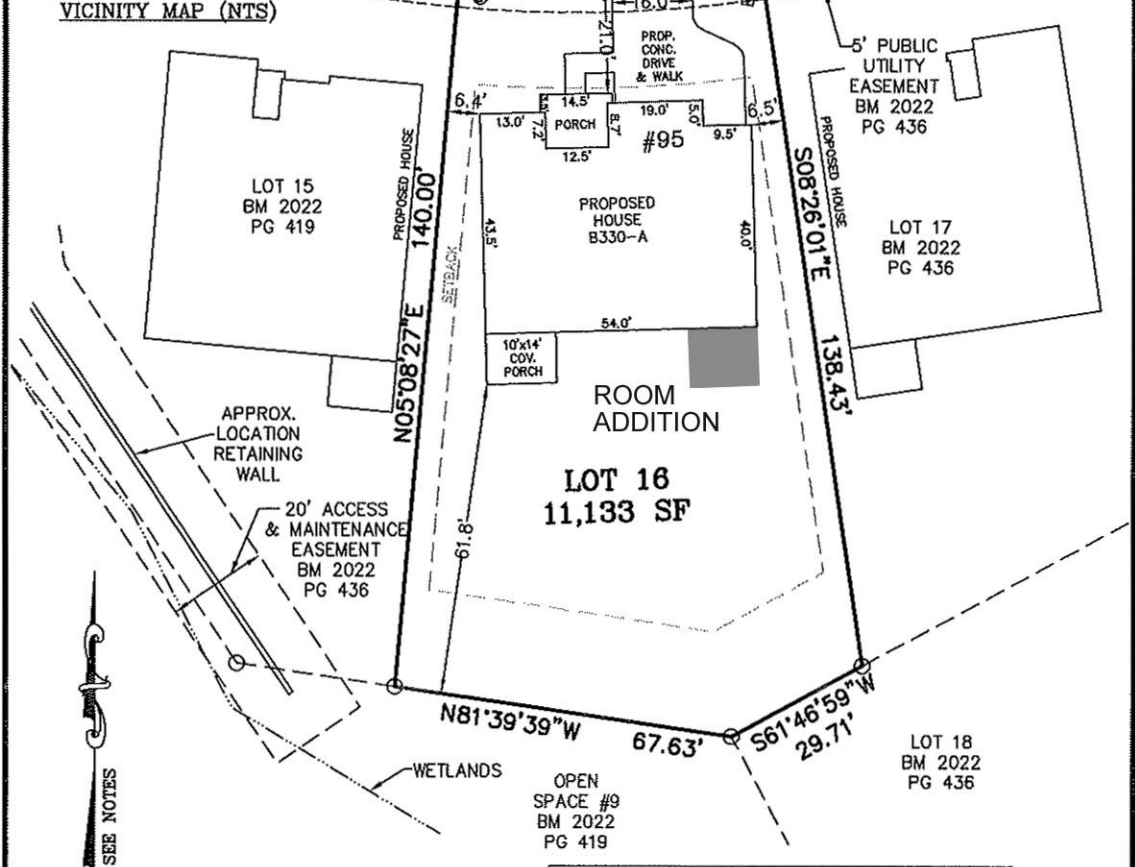 VICINITY MAP (NTS)
16.0'
21.0'
PROP.
CONC.
DRIVE
& WALK
5' PUBLIC
UTILITY
EASEMENT
BM 2022
PG 436
6.4'
14.5'
13.0'
7.2'
PORCH
8.7'
12.5'
19.0'
5.0'
9.5'
6.5'
#95
LOT 15
BM 2022
PG 419
PROPOSED HOUSE
N05°08'27"E 140.00'
SETBACK
43.5'
PROPOSED
HOUSE
B330-A
40.0'
54.0'
S08°26'01"E 138.43'
PROPOSED HOUSE
LOT 17
BM 2022
PG 436
10'x14'
COV.
PORCH
ROOM
ADDITION
LOT 16
11,133 SF
61.8'
APPROX.
LOCATION
RETAINING
WALL
20' ACCESS
& MAINTENANCE
EASEMENT
BM 2022
PG 436
N81°39'39"W 67.63'
S61°46'59"W
29.71'
LOT 18
BM 2022
PG 436
WETLANDS
OPEN
SPACE #9
BM 2022
PG 419
SEE NOTES